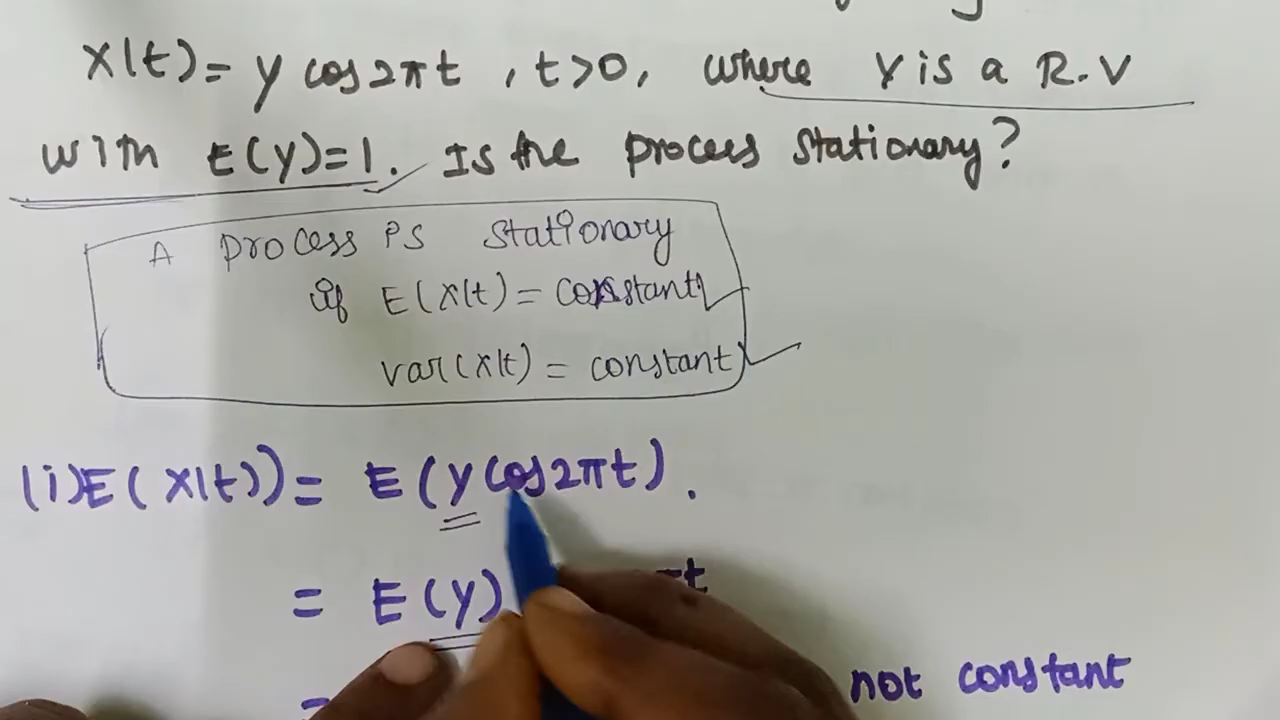 X(t) = y cos 2πt , t>0, where Y is a R.V
with E(y)=1. Is the process stationary?
A process is stationary
if E(X(t) = constant
var(X(t) = constant
(i) E(X(t)) = E(y cos 2πt).
= E(y) πt
= not constant